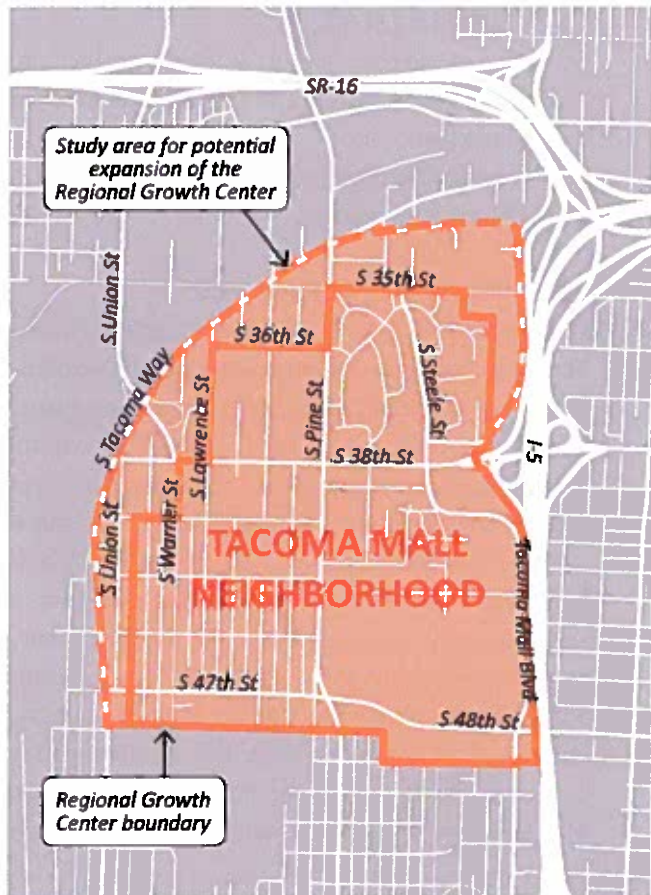 SR-16
Study area for potential
expansion of the
Regional Growth Center
S 35th St
S Union St
S 36th St
S Steele St
S Tacoma Way
S Lawrence St
S Pine St
S 38th St
I-5
S Warner St
S Union St
TACOMA MALL
NEIGHBORHOOD
Tacoma Mall Blvd
S 47th St
S 48th St
Regional Growth
Center boundary